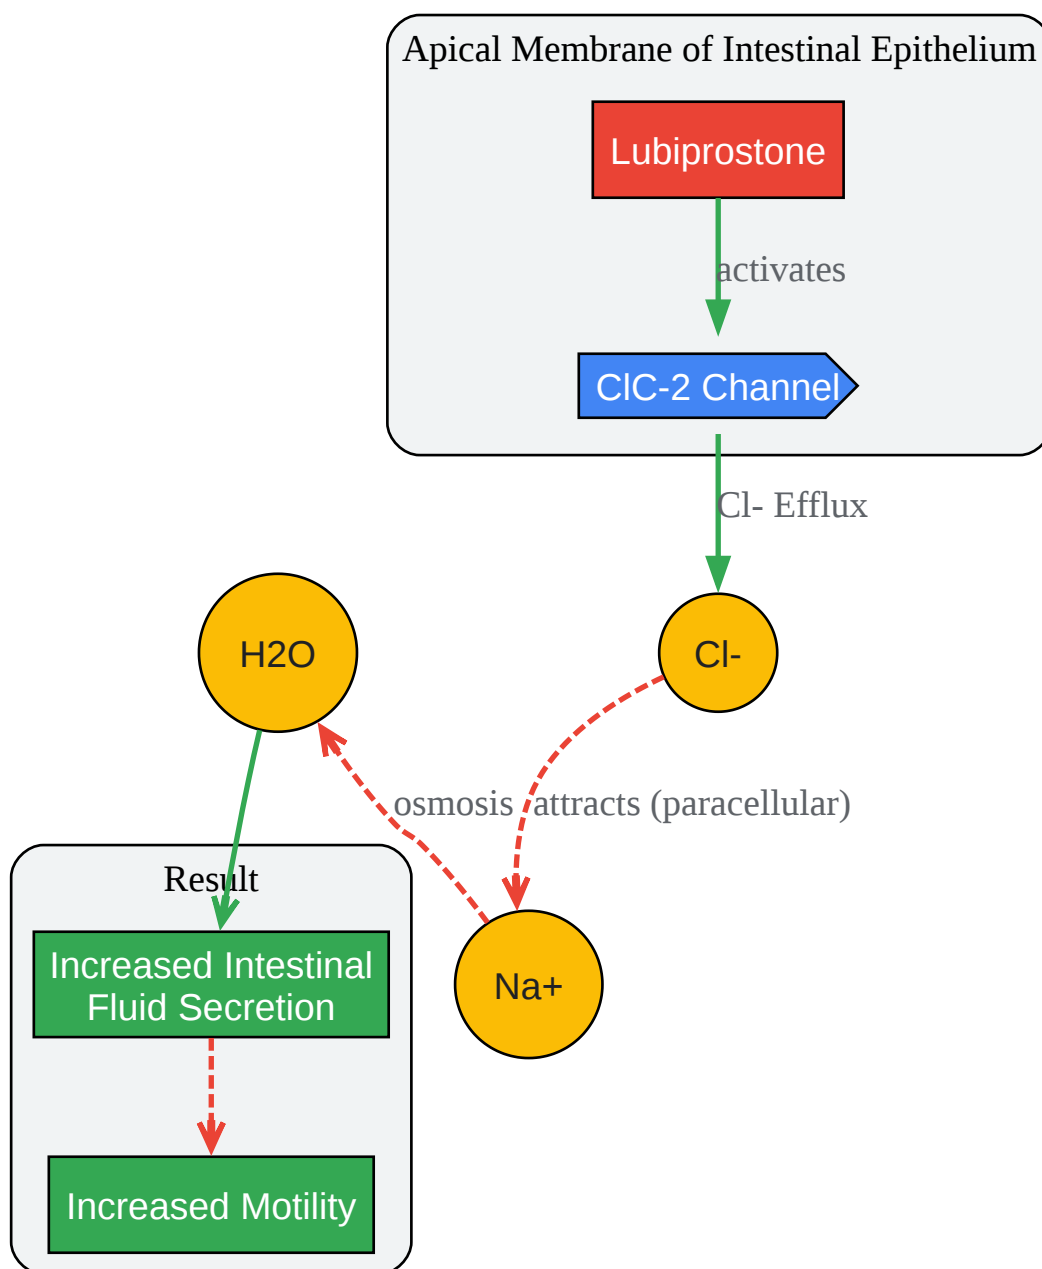 Apical Membrane of Intestinal Epithelium
Lubiprostone
activates
ClC-2 Channel
Cl- Efflux
H2O
Cl-
osmosis
attracts (paracellular)
Result
Increased Intestinal
Fluid Secretion
Na+
Increased Motility